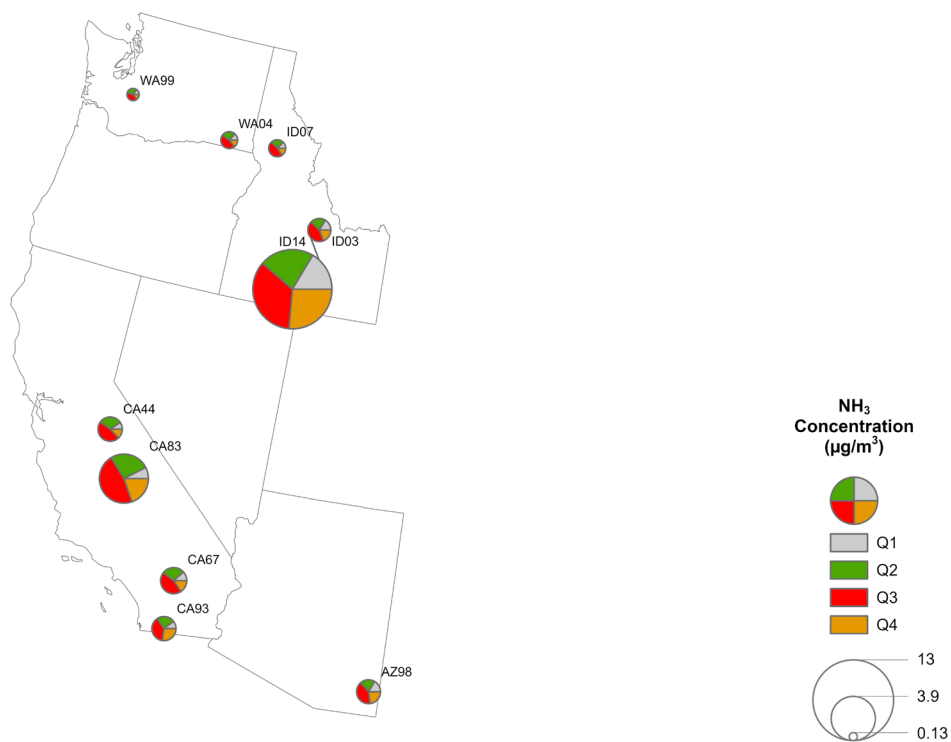 WA99
WA04
ID07
ID14
ID03
CA44
CA83
CA67
CA93
AZ98
NH₃
Concentration
(µg/m³)
Q1
Q2
Q3
Q4
13
3.9
0.13